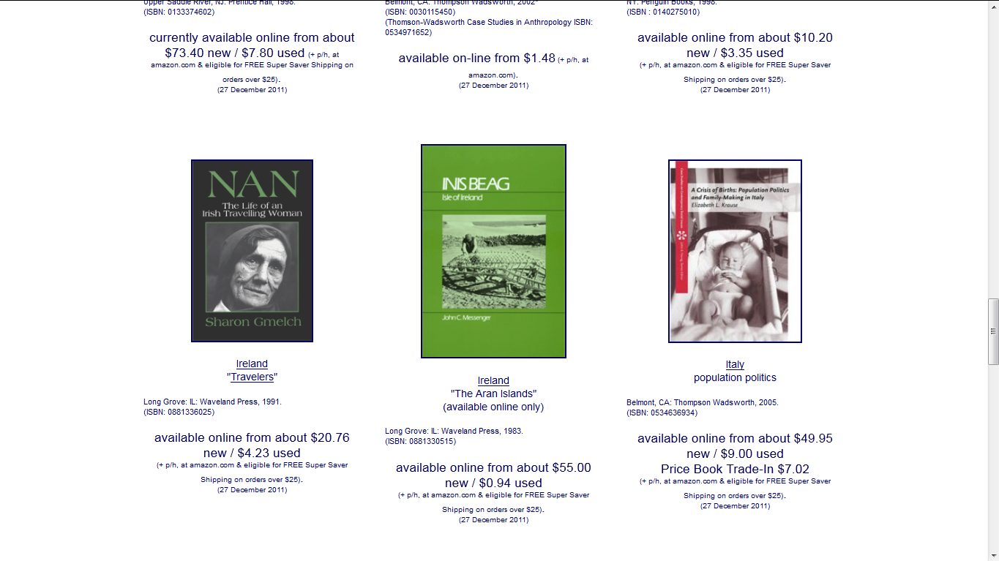 Upper Saddle River, NJ: Prentice Hall, 1998.
(ISBN: 0133374602)
currently available online from about
$73.40 new / $7.80 used (+ p/h, at
amazon.com & eligible for FREE Super Saver Shipping on
orders over $25).
(27 December 2011)
Belmont, CA: Thompson Wadsworth, 2002
(ISBN: 0030115450)
(Thomson-Wadsworth Case Studies in Anthropology ISBN:
0534971652)
available on-line from $1.48 (+ p/h, at
amazon.com).
(27 December 2011)
NY: Penguin Books, 1998.
(ISBN : 0140275010)
available online from about $10.20
new / $3.35 used
(+ p/h, at amazon.com & eligible for FREE Super Saver
Shipping on orders over $25).
(27 December 2011)
NAN
The Life of an
Irish Travelling Woman
Sharon Gmelch
Ireland
"Travelers"
Long Grove: IL: Waveland Press, 1991.
(ISBN: 0881336025)
available online from about $20.76
new / $4.23 used
(+ p/h, at amazon.com & eligible for FREE Super Saver
Shipping on orders over $25).
(27 December 2011)
INIS BEAG
Isle of Ireland
John C. Messenger
Ireland
"The Aran Islands"
(available online only)
Long Grove: IL: Waveland Press, 1983.
(ISBN: 0881330515)
available online from about $55.00
new / $0.94 used
(+ p/h, at amazon.com & eligible for FREE Super Saver
Shipping on orders over $25).
(27 December 2011)
A Crisis of Births: Population Politics
and Family-Making in Italy
Elizabeth L. Krause
Italy
population politics
Belmont, CA: Thompson Wadsworth, 2005.
(ISBN: 0534636934)
available online from about $49.95
new / $9.00 used
Price Book Trade-In $7.02
(+ p/h, at amazon.com & eligible for FREE Super Saver
Shipping on orders over $25).
(27 December 2011)